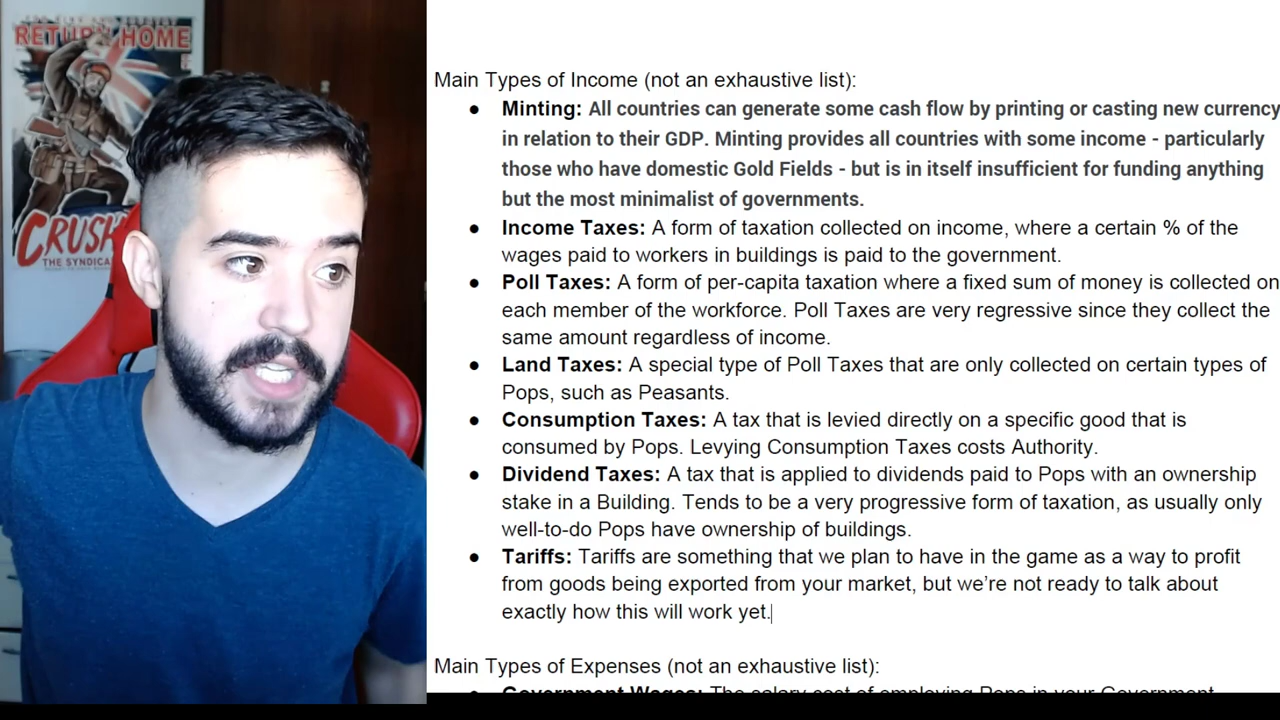 RETURN HOME
CRUSH
THE SYNDICA
Main Types of Income (not an exhaustive list):
● Minting: All countries can generate some cash flow by printing or casting new currency
in relation to their GDP. Minting provides all countries with some income - particularly
those who have domestic Gold Fields - but is in itself insufficient for funding anything
but the most minimalist of governments.
● Income Taxes: A form of taxation collected on income, where a certain % of the
wages paid to workers in buildings is paid to the government.
● Poll Taxes: A form of per-capita taxation where a fixed sum of money is collected on
each member of the workforce. Poll Taxes are very regressive since they collect the
same amount regardless of income.
● Land Taxes: A special type of Poll Taxes that are only collected on certain types of
Pops, such as Peasants.
● Consumption Taxes: A tax that is levied directly on a specific good that is
consumed by Pops. Levying Consumption Taxes costs Authority.
● Dividend Taxes: A tax that is applied to dividends paid to Pops with an ownership
stake in a Building. Tends to be a very progressive form of taxation, as usually only
well-to-do Pops have ownership of buildings.
● Tariffs: Tariffs are something that we plan to have in the game as a way to profit
from goods being exported from your market, but we're not ready to talk about
exactly how this will work yet.
Main Types of Expenses (not an exhaustive list):
● Government Wages: The salary cost of employing Pops in your Government